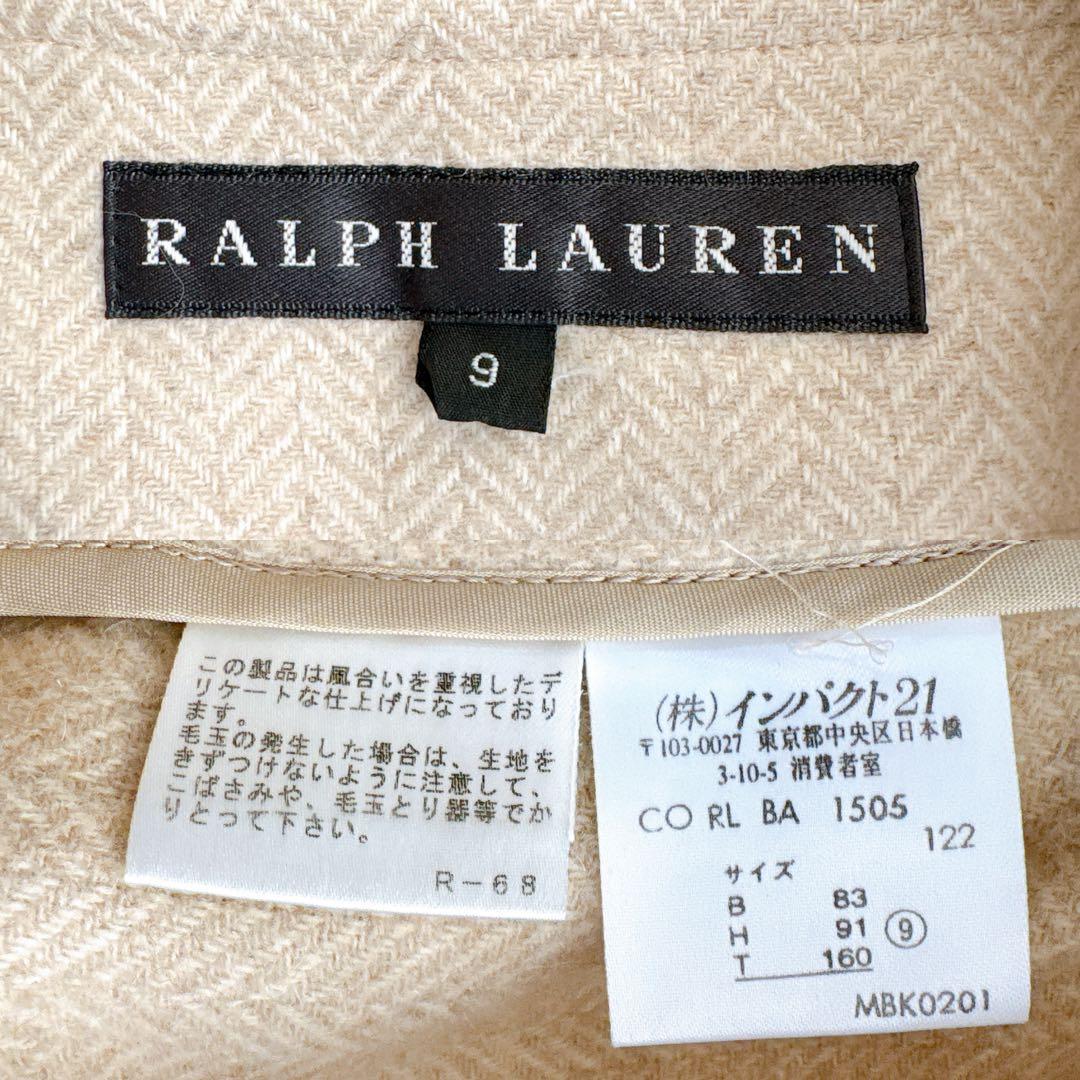 RALPH LAUREN
9
この製品は風合いを重視したデ
リケートな仕上げになっており
ます。
毛玉の発生した場合は、生地を
きずつけないように注意して、
こばさみや、毛玉とり器等でか
りとって下さい。
R-68
(株)インパクト21
〒103-0027 東京都中央区日本橋
3-10-5 消費者室
CO RL BA 1505
122
サイズ
B 83
H 91 ⑨
T 160
MBK0201